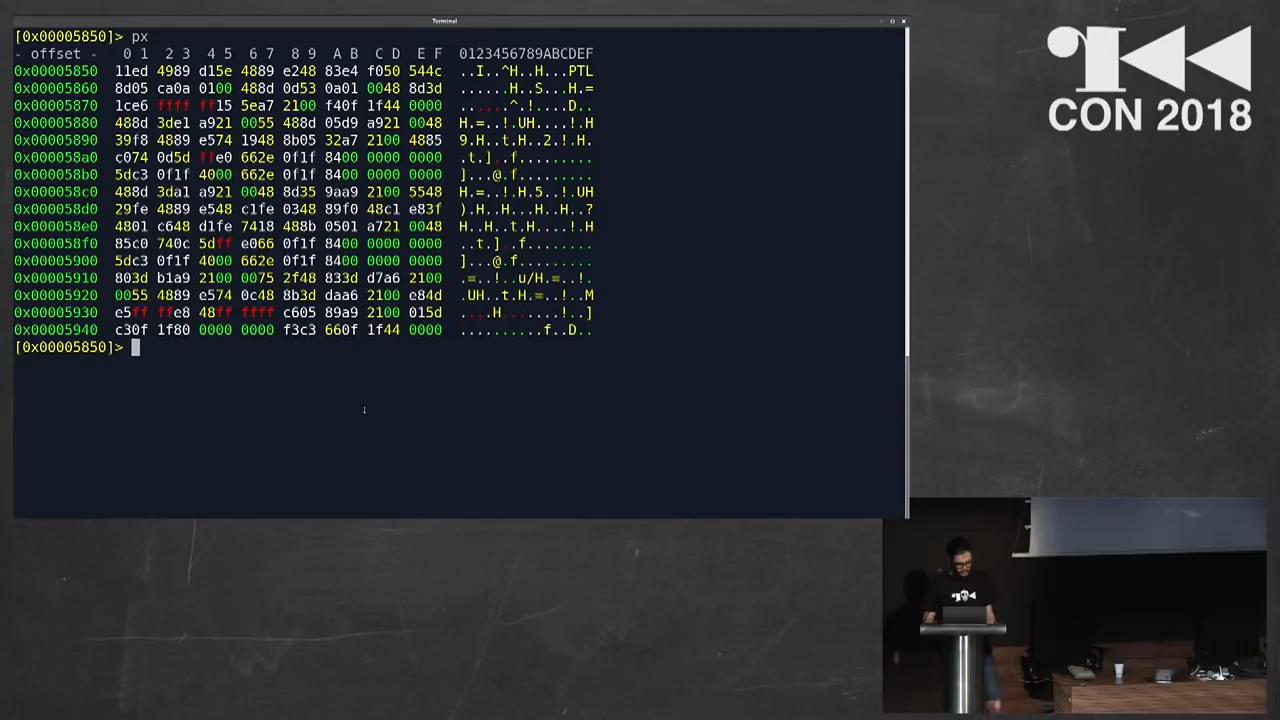 Terminal
[0x00005850]> px
- offset -   0 1  2 3  4 5  6 7  8 9  A B  C D  E F  0123456789ABCDEF
0x00005850  11ed 4989 d15e 4889 e248 83e4 f050 544c  ..I..^H..H...PTL
0x00005860  8d05 ca0a 0100 488d 0d53 0a01 0048 8d3d  ......H..S...H.=
0x00005870  1ce6 ffff ff15 5ea7 2100 f40f 1f44 0000  ......^.!....D..
0x00005880  488d 3de1 a921 0055 488d 05d9 a921 0048  H.=..!.UH....!.H
0x00005890  39f8 4889 e574 1948 8b05 32a7 2100 4885  9.H..t.H..2.!.H.
0x000058a0  c074 0d5d ffe0 662e 0f1f 8400 0000 0000  .t.]..f.........
0x000058b0  5dc3 0f1f 4000 662e 0f1f 8400 0000 0000  ]...@.f.........
0x000058c0  488d 3da1 a921 0048 8d35 9aa9 2100 5548  H.=..!.H.5..!.UH
0x000058d0  29fe 4889 e548 c1fe 0348 89f0 48c1 e83f  ).H..H...H..H..?
0x000058e0  4801 c648 d1fe 7418 488b 0501 a721 0048  H..H..t.H....!.H
0x000058f0  85c0 740c 5dff e066 0f1f 8400 0000 0000  ..t.]..f........
0x00005900  5dc3 0f1f 4000 662e 0f1f 8400 0000 0000  ]...@.f.........
0x00005910  803d b1a9 2100 0075 2f48 833d d7a6 2100  .=..!..u/H.=..!.
0x00005920  0055 4889 e574 0c48 8b3d daa6 2100 e84d  .UH..t.H.=..!..M
0x00005930  e5ff ffe8 48ff ffff c605 89a9 2100 015d  ....H.......!..]
0x00005940  c30f 1f80 0000 0000 f3c3 660f 1f44 0000  ..........f..D..
[0x00005850]>
CON 2018